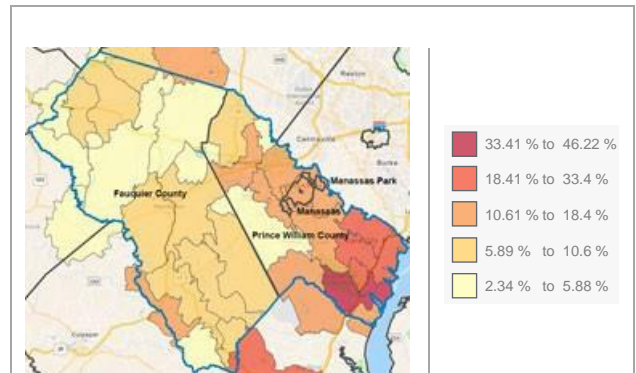 Reston
Centreville
Burke
Manassas Park
Fauquier County
Manassas
Prince William County
Culpeper
33.41 % to 46.22 %
18.41 % to 33.4 %
10.61 % to 18.4 %
5.89 % to 10.6 %
2.34 % to 5.88 %